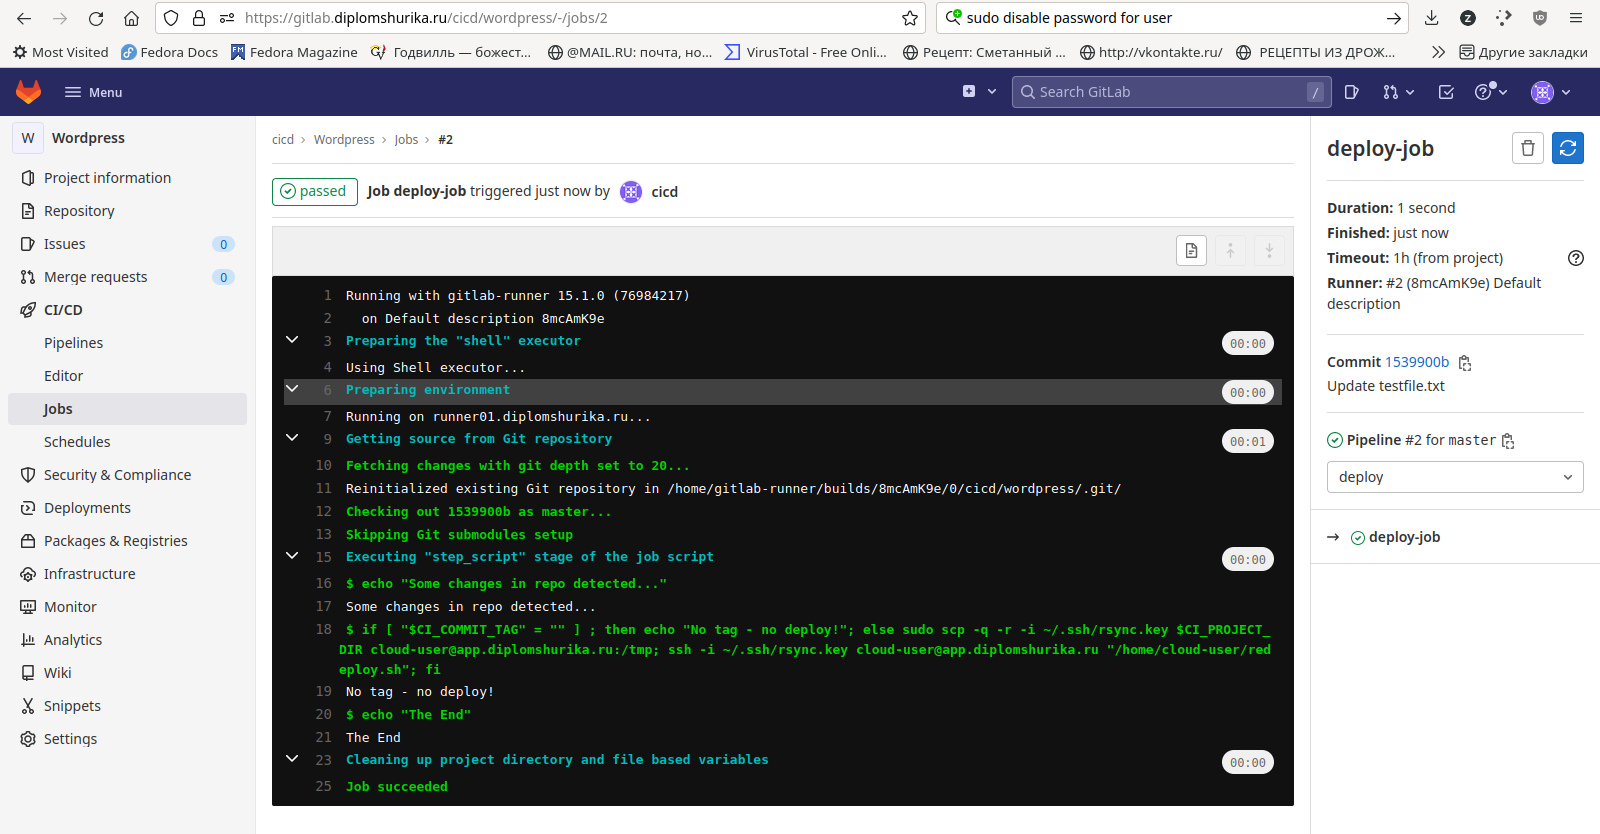 https://gitlab.diplomshurika.ru/cicd/wordpress/-/jobs/2
sudo disable password for user
Z
Most Visited
Fedora Docs
FM
Fedora Magazine
Годвилль — божест...
@MAIL.RU: почта, но...
VirusTotal - Free Onli...
Рецепт: Сметанный ...
http://vkontakte.ru/
РЕЦЕПТЫ ИЗ ДРОЖ...
Другие закладки
Menu
Search GitLab
/
W
Wordpress
Project information
Repository
Issues
0
Merge requests
0
CI/CD
Pipelines
Editor
Jobs
Schedules
Security & Compliance
Deployments
Packages & Registries
Infrastructure
Monitor
Analytics
Wiki
Snippets
Settings
cicd › Wordpress › Jobs › #2
passed
Job deploy-job triggered just now by cicd
1 Running with gitlab-runner 15.1.0 (76984217)
2 on Default description 8mcAmK9e
3 Preparing the "shell" executor
00:00
4 Using Shell executor...
6 Preparing environment
00:00
7 Running on runner01.diplomshurika.ru...
9 Getting source from Git repository
00:01
10 Fetching changes with git depth set to 20...
11 Reinitialized existing Git repository in /home/gitlab-runner/builds/8mcAmK9e/0/cicd/wordpress/.git/
12 Checking out 1539900b as master...
13 Skipping Git submodules setup
15 Executing "step_script" stage of the job script
00:00
16 $ echo "Some changes in repo detected..."
17 Some changes in repo detected...
18 $ if [ "$CI_COMMIT_TAG" = "" ] ; then echo "No tag - no deploy!"; else sudo scp -q -r -i ~/.ssh/rsync.key $CI_PROJECT_
DIR cloud-user@app.diplomshurika.ru:/tmp; ssh -i ~/.ssh/rsync.key cloud-user@app.diplomshurika.ru "/home/cloud-user/red
eploy.sh"; fi
19 No tag - no deploy!
20 $ echo "The End"
21 The End
23 Cleaning up project directory and file based variables
00:00
25 Job succeeded
deploy-job
Duration: 1 second
Finished: just now
Timeout: 1h (from project)
Runner: #2 (8mcAmK9e) Default
description
Commit 1539900b
Update testfile.txt
Pipeline #2 for master
deploy
→ deploy-job